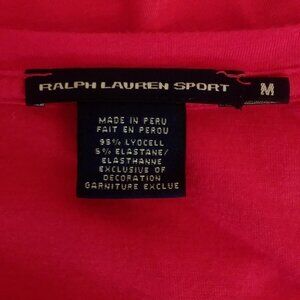 RALPH LAUREN SPORT M
MADE IN PERU
FAIT EN PEROU
95% LYOCELL
5% ELASTANE/
ELASTHANNE
EXCLUSIVE OF
DECORATION
GARNITURE EXCLUE